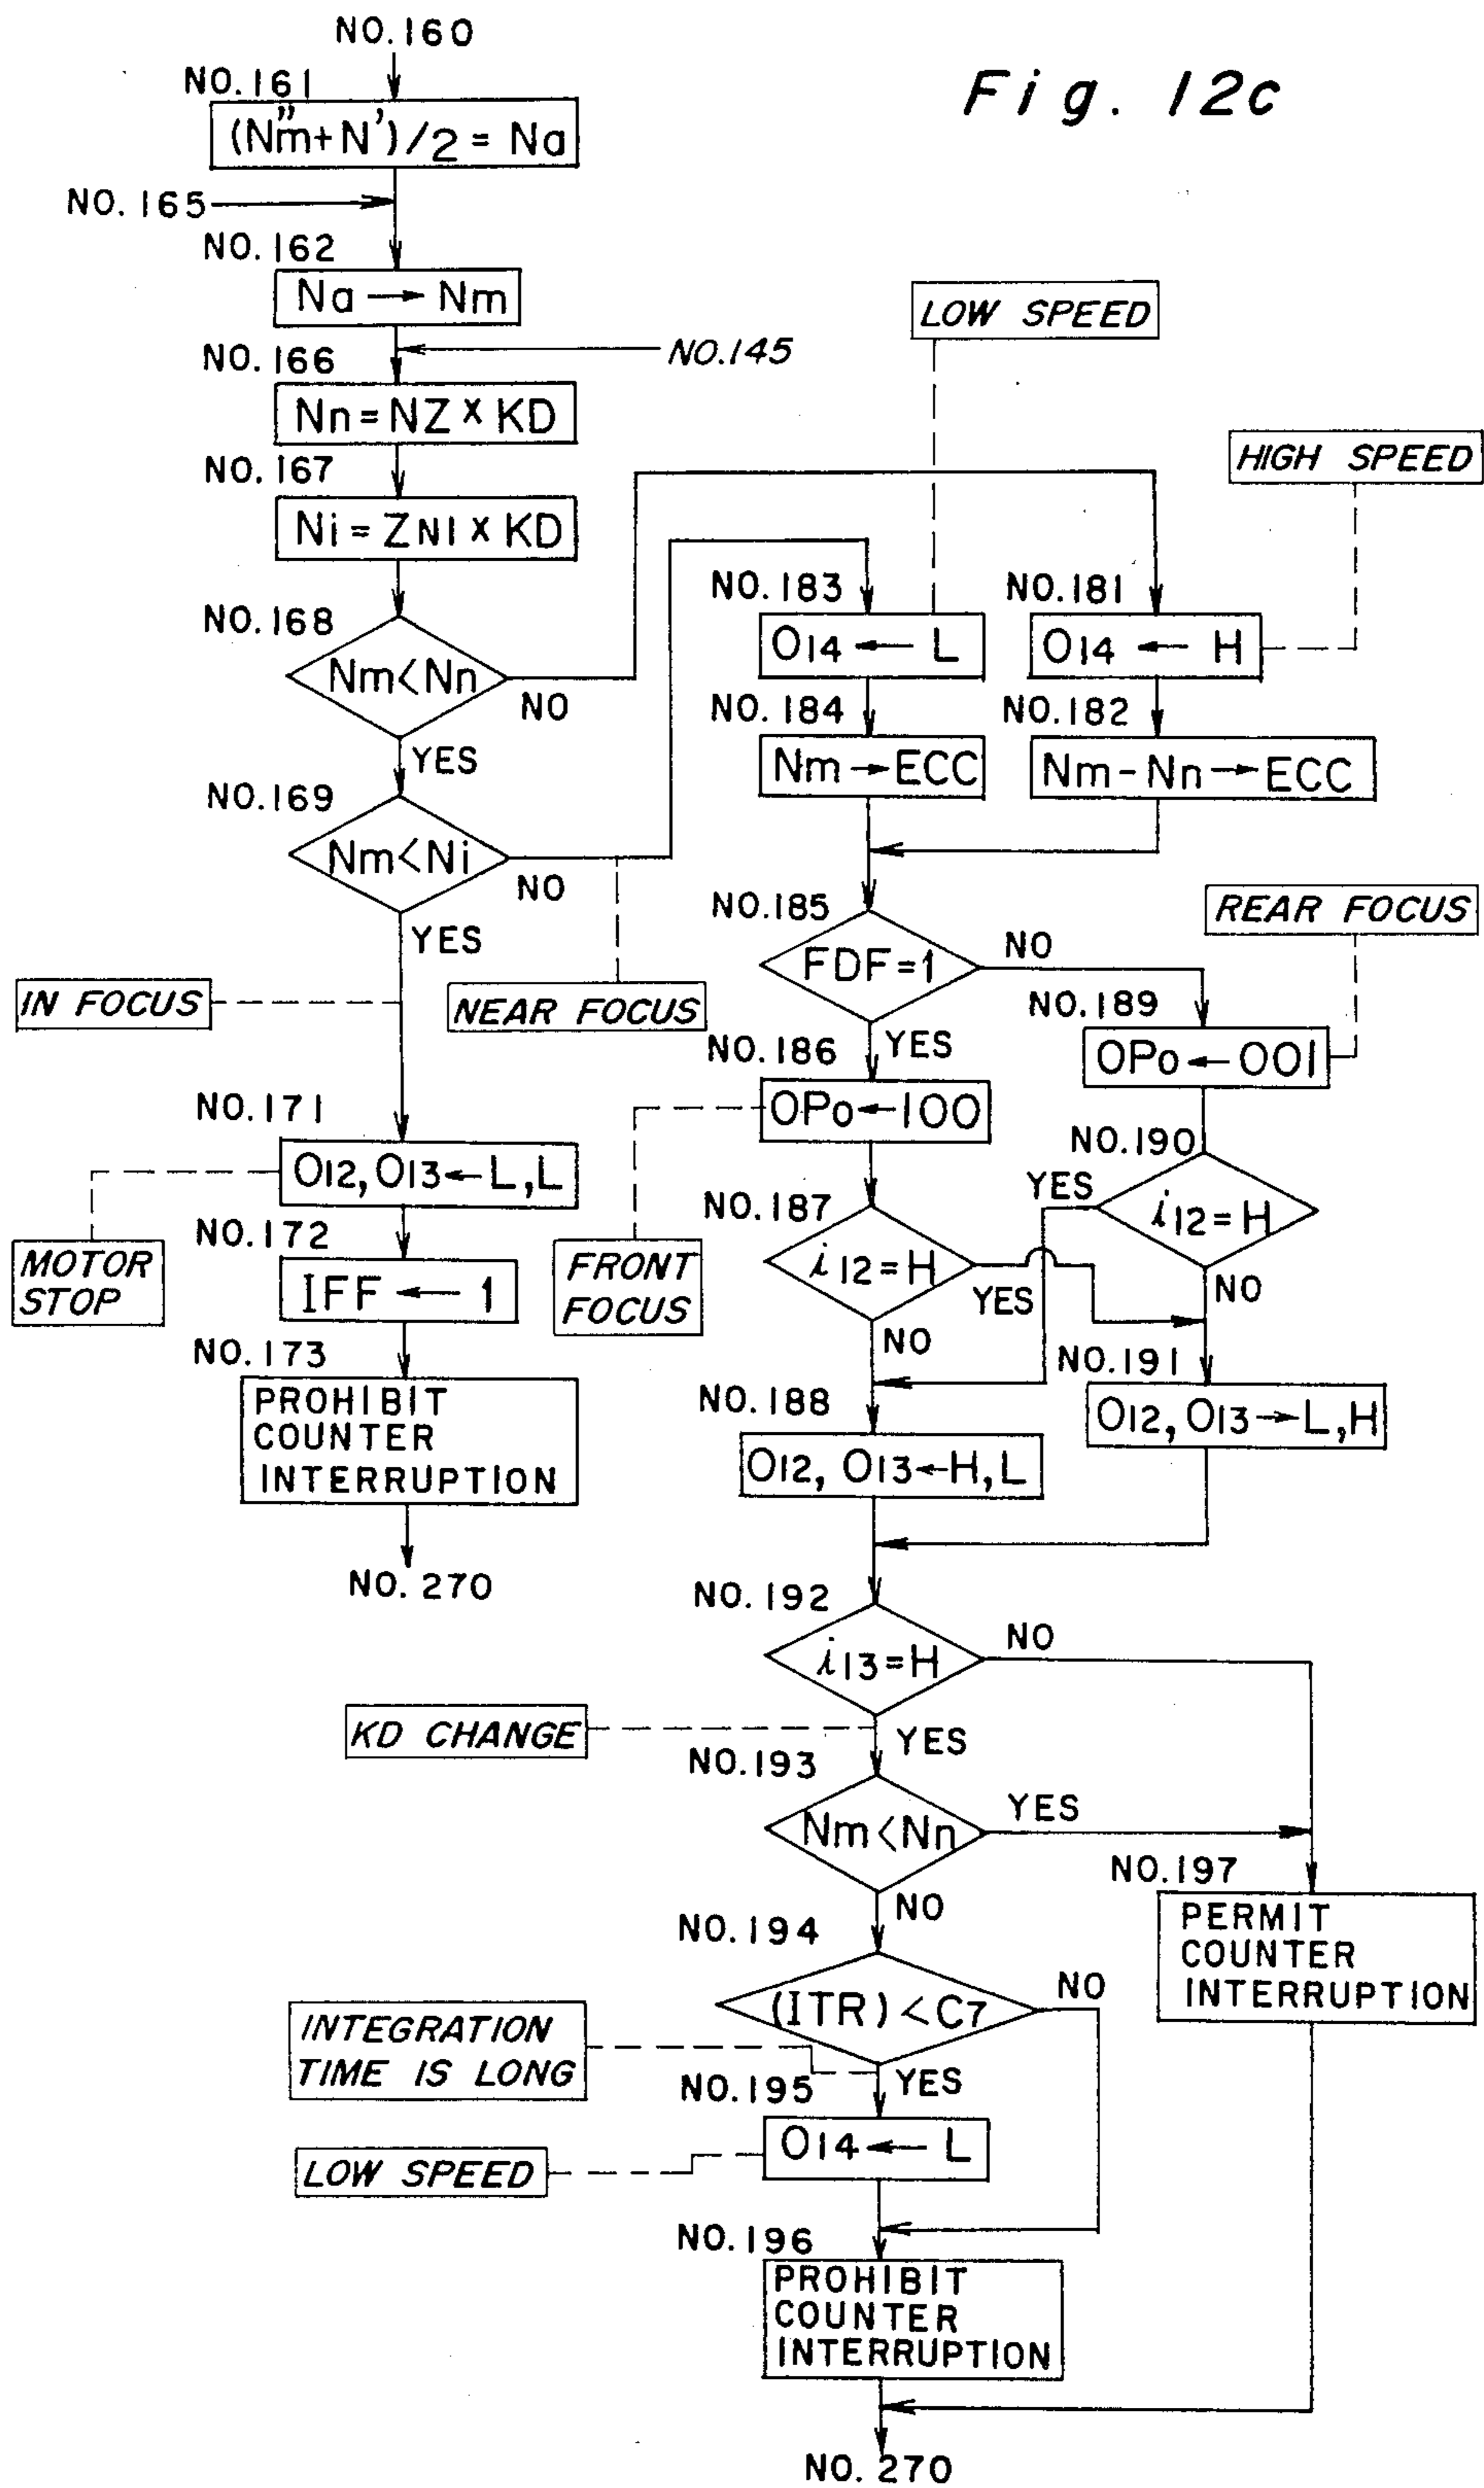 Fig. 12c
NO.160
NO.161
(Nm"+N')/2 = Na
NO.165
NO.162
Na → Nm
NO.145
NO.166
Nn = NZ × KD
NO.167
Ni = ZN1 × KD
NO.168
Nm<Nn
NO
YES
NO.169
Nm<Ni
NO
YES
IN FOCUS
NEAR FOCUS
NO.171
O12, O13 ← L, L
MOTOR
STOP
NO.172
IFF ← 1
NO.173
PROHIBIT
COUNTER
INTERRUPTION
NO. 270
LOW SPEED
HIGH SPEED
NO.183
O14 ← L
NO.181
O14 ← H
NO.184
Nm → ECC
NO.182
Nm - Nn → ECC
NO.185
FDF = 1
NO
YES
REAR FOCUS
NO.189
OPo ← 001
NO.186
OPo ← 100
FRONT
FOCUS
NO.190
i12 = H
YES
NO
NO.187
i12 = H
YES
NO
NO.191
O12, O13 → L, H
NO.188
O12, O13 ← H, L
NO.192
i13 = H
NO
YES
KD CHANGE
NO.193
Nm < Nn
YES
NO
NO.197
PERMIT
COUNTER
INTERRUPTION
NO.194
(ITR) < C7
NO
YES
INTEGRATION
TIME IS LONG
NO.195
O14 ← L
LOW SPEED
NO.196
PROHIBIT
COUNTER
INTERRUPTION
NO. 270